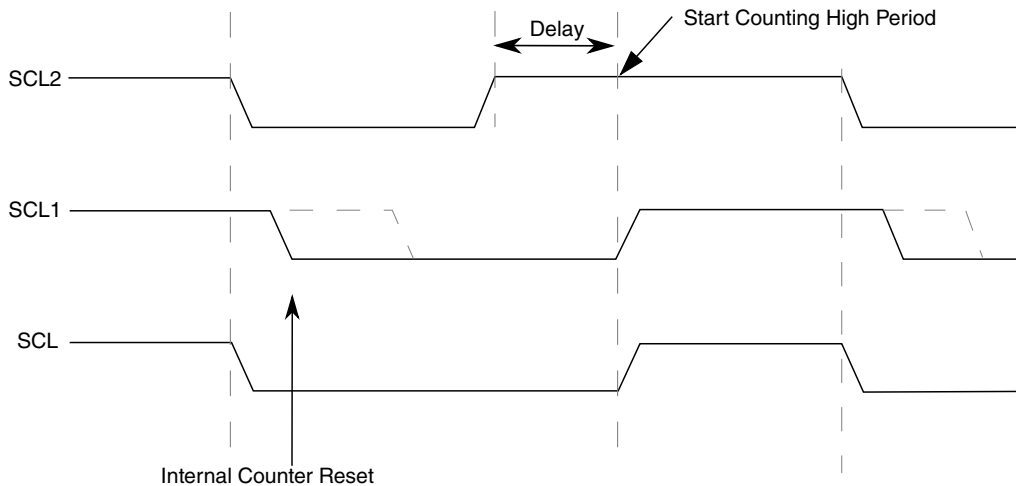 Start Counting High Period
Delay
SCL2
SCL1
SCL
Internal Counter Reset